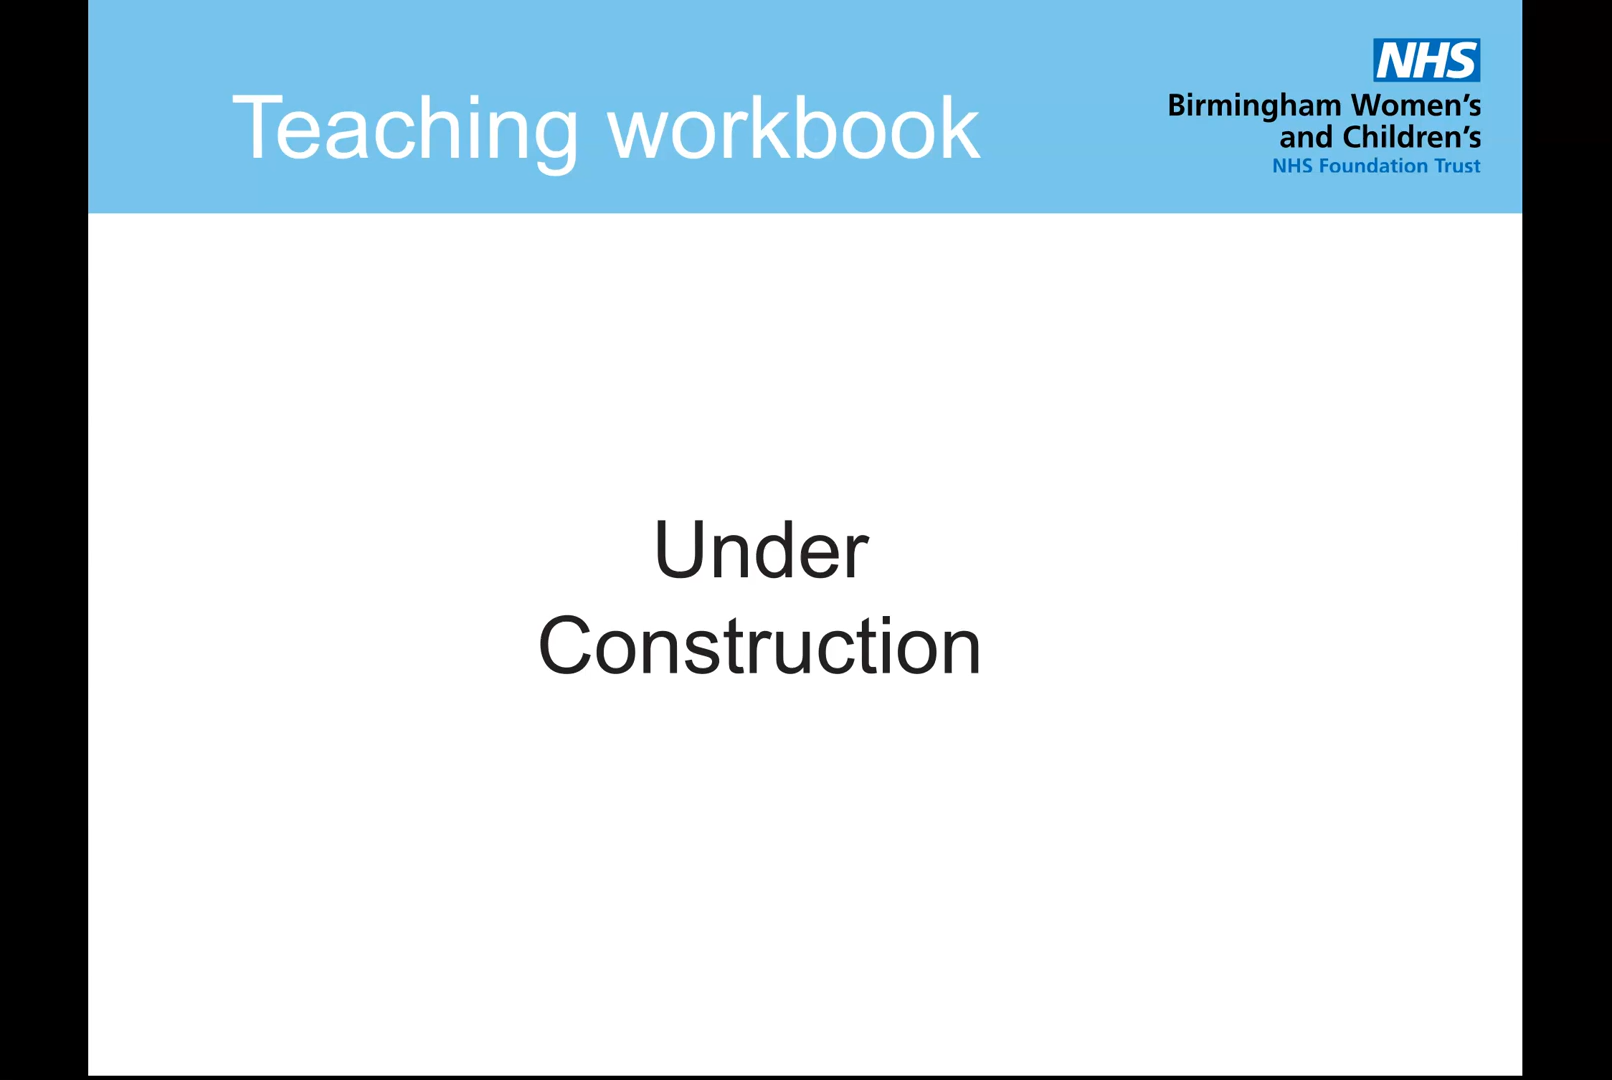 Teaching workbook
NHS
Birmingham Women’s
and Children’s
NHS Foundation Trust
Under
Construction